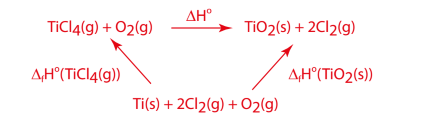 ΔH°
TiCl4(g) + O2(g) TiO2(s) + 2Cl2(g)
ΔfH°(TiCl4(g)) ΔfH°(TiO2(s))
Ti(s) + 2Cl2(g) + O2(g)